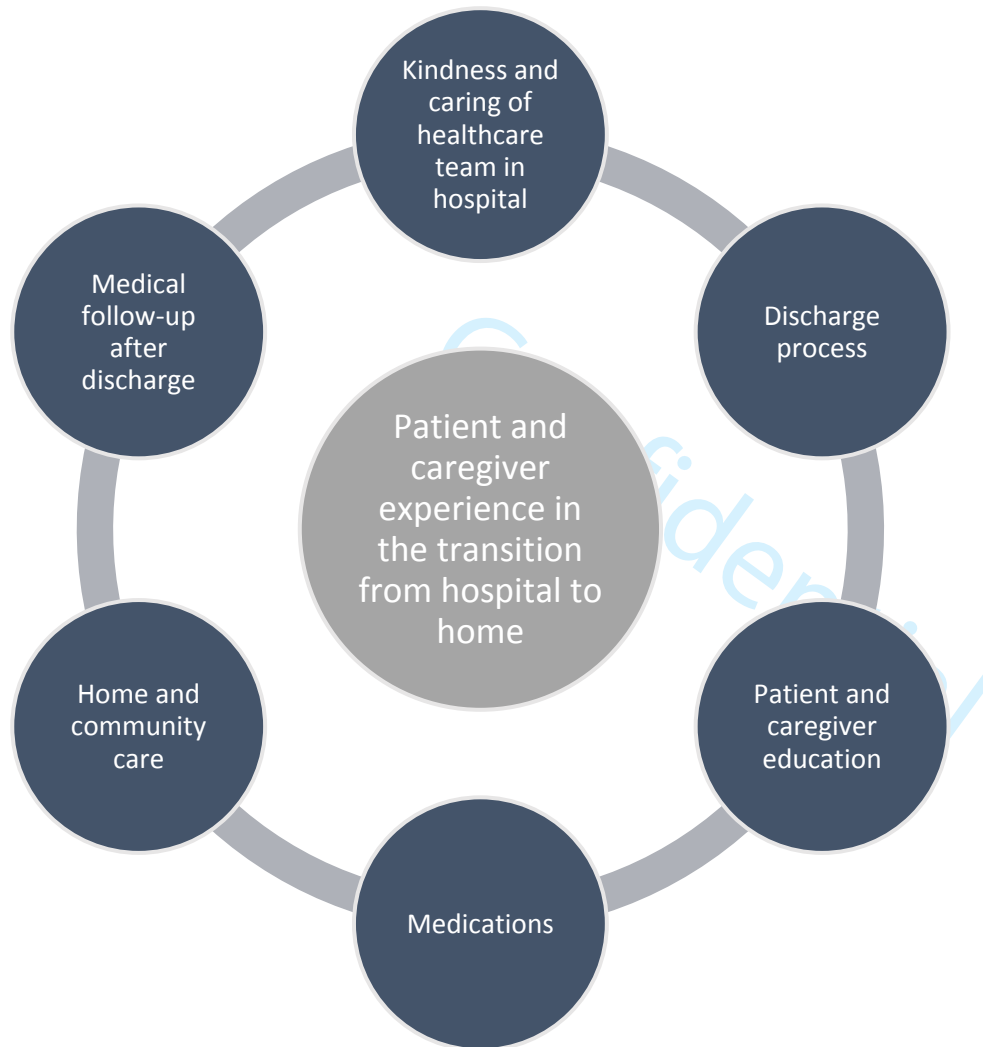 Kindness and
caring of
healthcare
team in
hospital
Discharge
process
Patient and
caregiver
education
Medications
Home and
community
care
Medical
follow-up
after
discharge
Patient and
caregiver
experience in
the transition
from hospital to
home